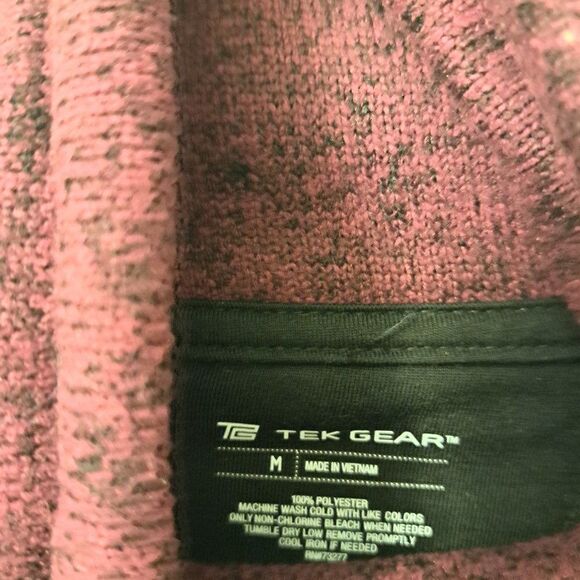 TG TEK GEAR™
M MADE IN VIETNAM
100% POLYESTER
MACHINE WASH COLD WITH LIKE COLORS
ONLY NON-CHLORINE BLEACH WHEN NEEDED
TUMBLE DRY LOW REMOVE PROMPTLY
COOL IRON IF NEEDED
RN#73277